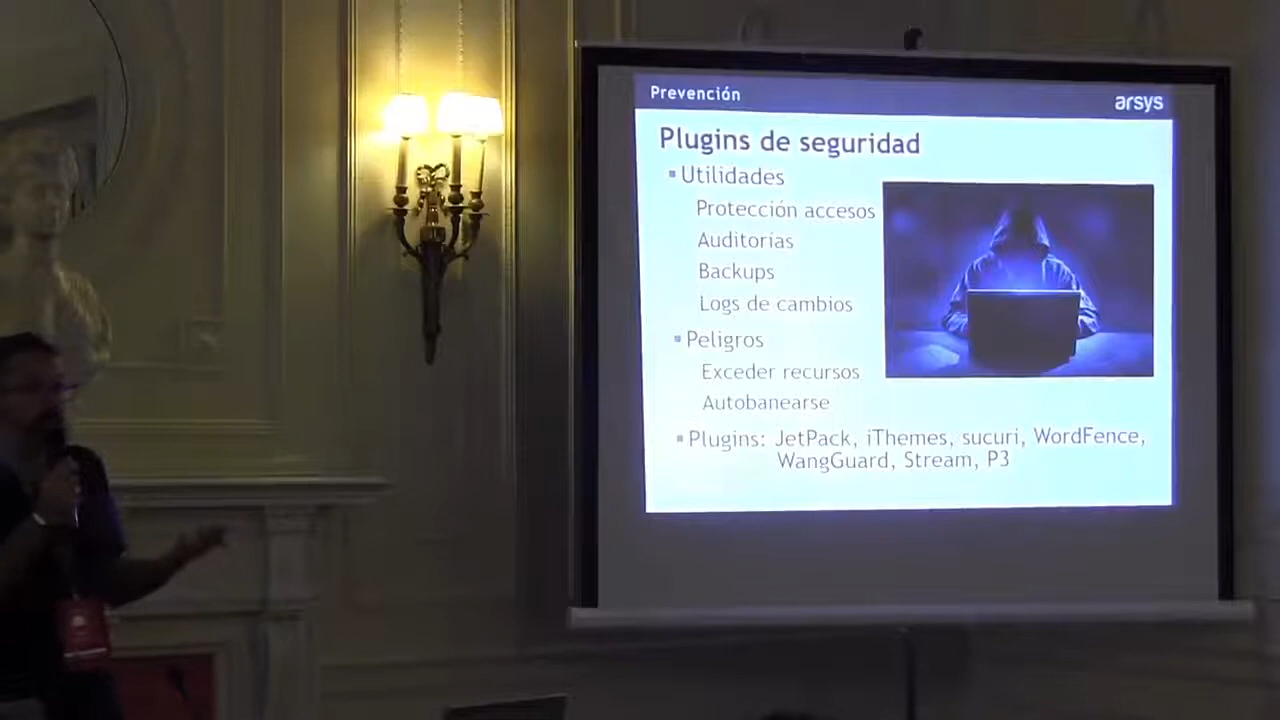 Prevención
arsys
Plugins de seguridad
Utilidades
Protección accesos
Auditorías
Backups
Logs de cambios
Peligros
Exceder recursos
Autobanearse
Plugins: JetPack, iThemes, sucuri, WordFence,
WangGuard, Stream, P3